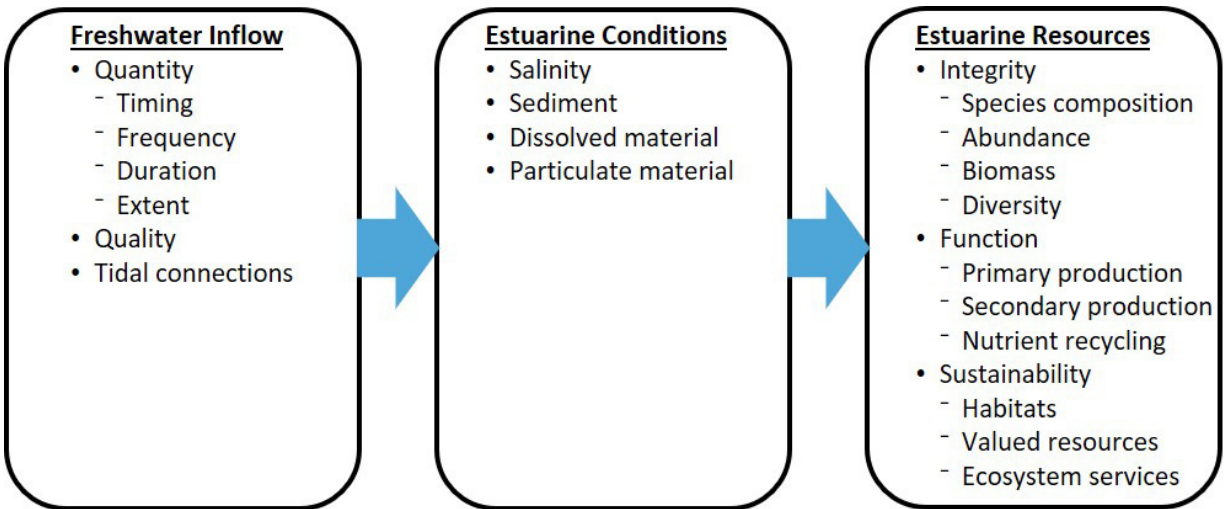 Freshwater Inflow
• Quantity
- Timing
- Frequency
- Duration
- Extent
• Quality
• Tidal connections
Estuarine Conditions
• Salinity
• Sediment
• Dissolved material
• Particulate material
Estuarine Resources
• Integrity
- Species composition
- Abundance
- Biomass
- Diversity
• Function
- Primary production
- Secondary production
- Nutrient recycling
• Sustainability
- Habitats
- Valued resources
- Ecosystem services